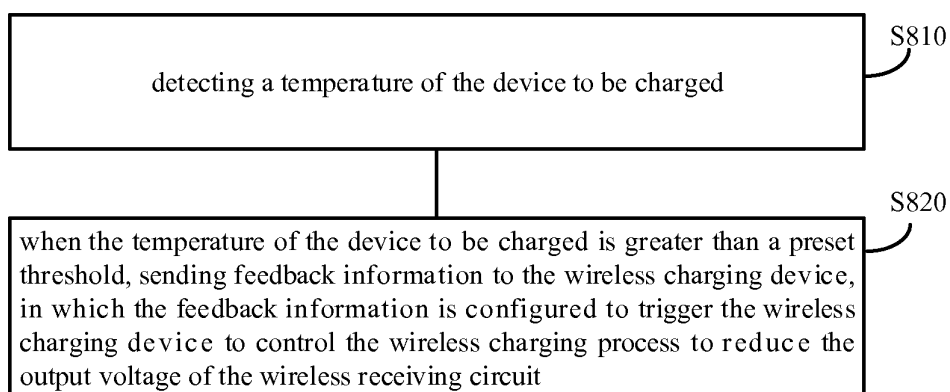 S810
detecting a temperature of the device to be charged
S820
when the temperature of the device to be charged is greater than a preset
threshold, sending feedback information to the wireless charging device,
in which the feedback information is configured to trigger the wireless
charging device to control the wireless charging process to reduce the
output voltage of the wireless receiving circuit